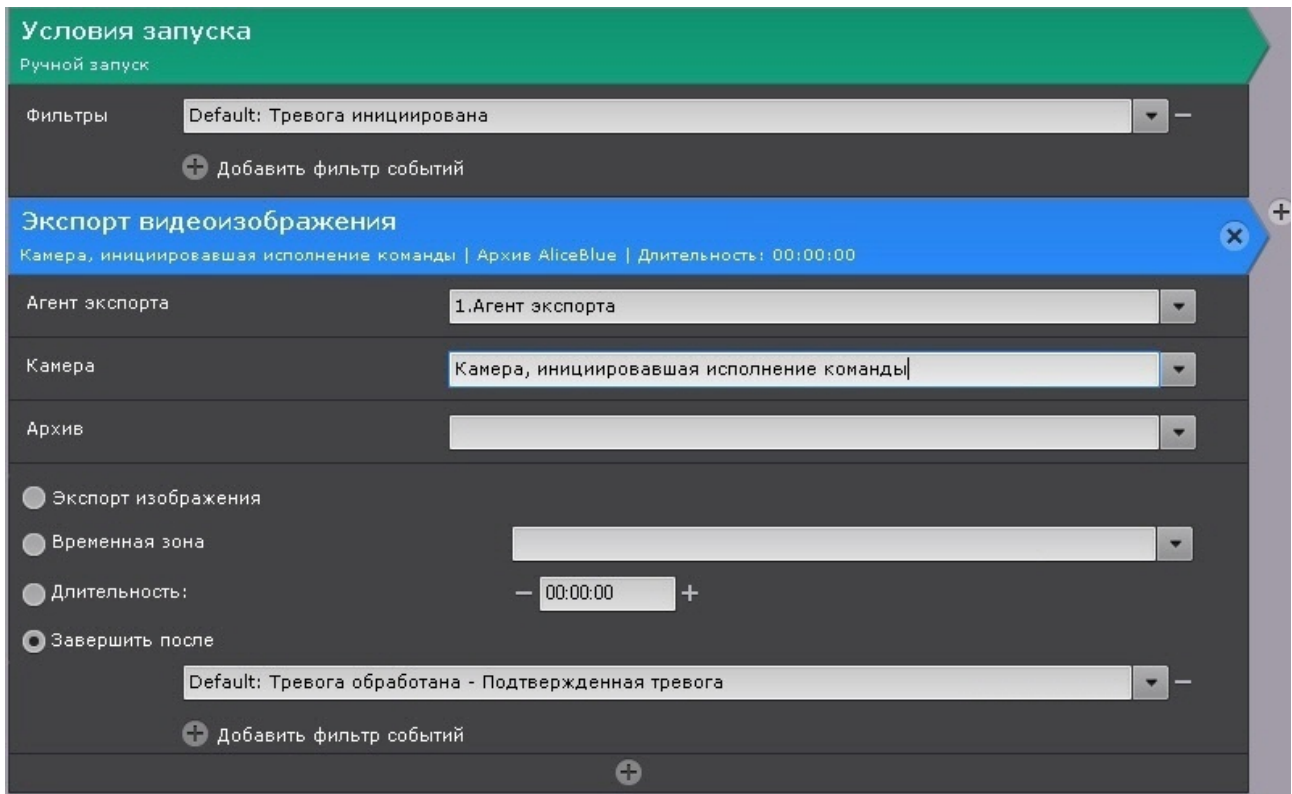 Условия запуска
Ручной запуск
Фильтры
Default: Тревога инициирована
Добавить фильтр событий
Экспорт видеоизображения
Камера, инициировавшая исполнение команды | Архив AliceBlue | Длительность: 00:00:00
Агент экспорта
1.Агент экспорта
Камера
Камера, инициировавшая исполнение команды
Архив
Экспорт изображения
Временная зона
Длительность:
00:00:00
Завершить после
Default: Тревога обработана - Подтвержденная тревога
Добавить фильтр событий